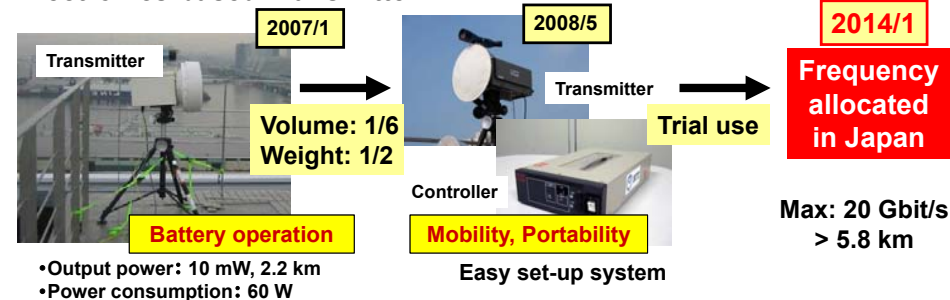 2007/1
Transmitter
Volume: 1/6
Weight: 1/2
Battery operation
•Output power: 10 mW, 2.2 km
•Power consumption: 60 W
2008/5
Transmitter
Controller
Mobility, Portability
Easy set-up system
Trial use
2014/1
Frequency
allocated
in Japan
Max: 20 Gbit/s
> 5.8 km